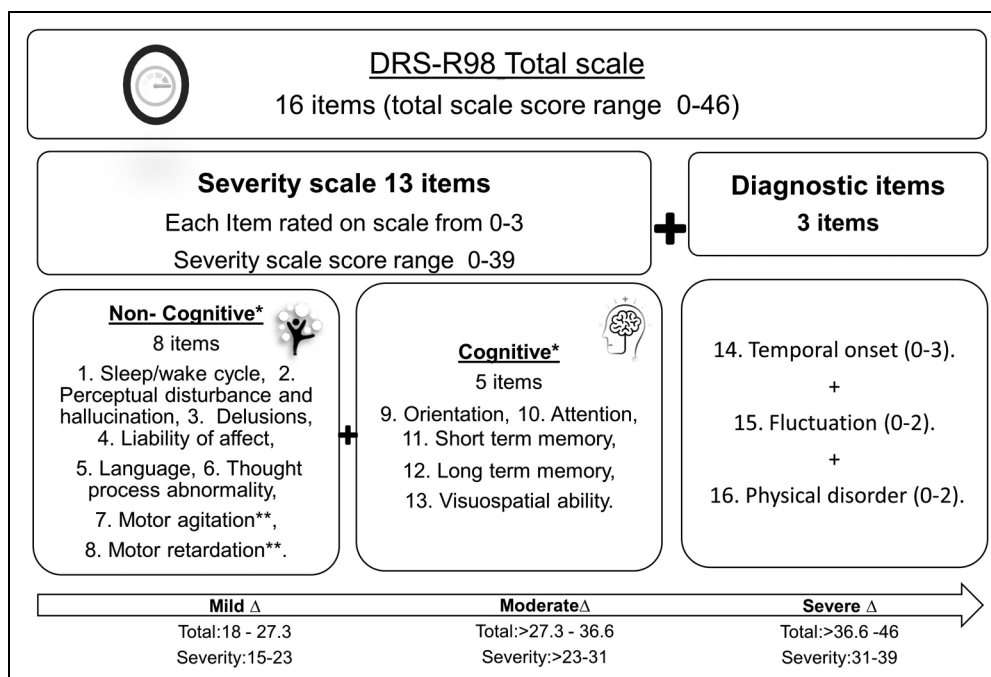 DRS-R98 Total scale
16 items (total scale score range 0-46)
Severity scale 13 items
Each Item rated on scale from 0-3
Severity scale score range 0-39
+
Diagnostic items
3 items
Non- Cognitive*
8 items
1. Sleep/wake cycle, 2.
Perceptual disturbance and
hallucination, 3. Delusions,
4. Liability of affect,
5. Language, 6. Thought
process abnormality,
7. Motor agitation**,
8. Motor retardation**.
+
Cognitive*
5 items
9. Orientation, 10. Attention,
11. Short term memory,
12. Long term memory,
13. Visuospatial ability.
14. Temporal onset (0-3).
+
15. Fluctuation (0-2).
+
16. Physical disorder (0-2).
Mild Δ
Total:18 - 27.3
Severity:15-23
ModerateΔ
Total:>27.3 - 36.6
Severity:>23-31
Severe Δ
Total:>36.6 -46
Severity:31-39